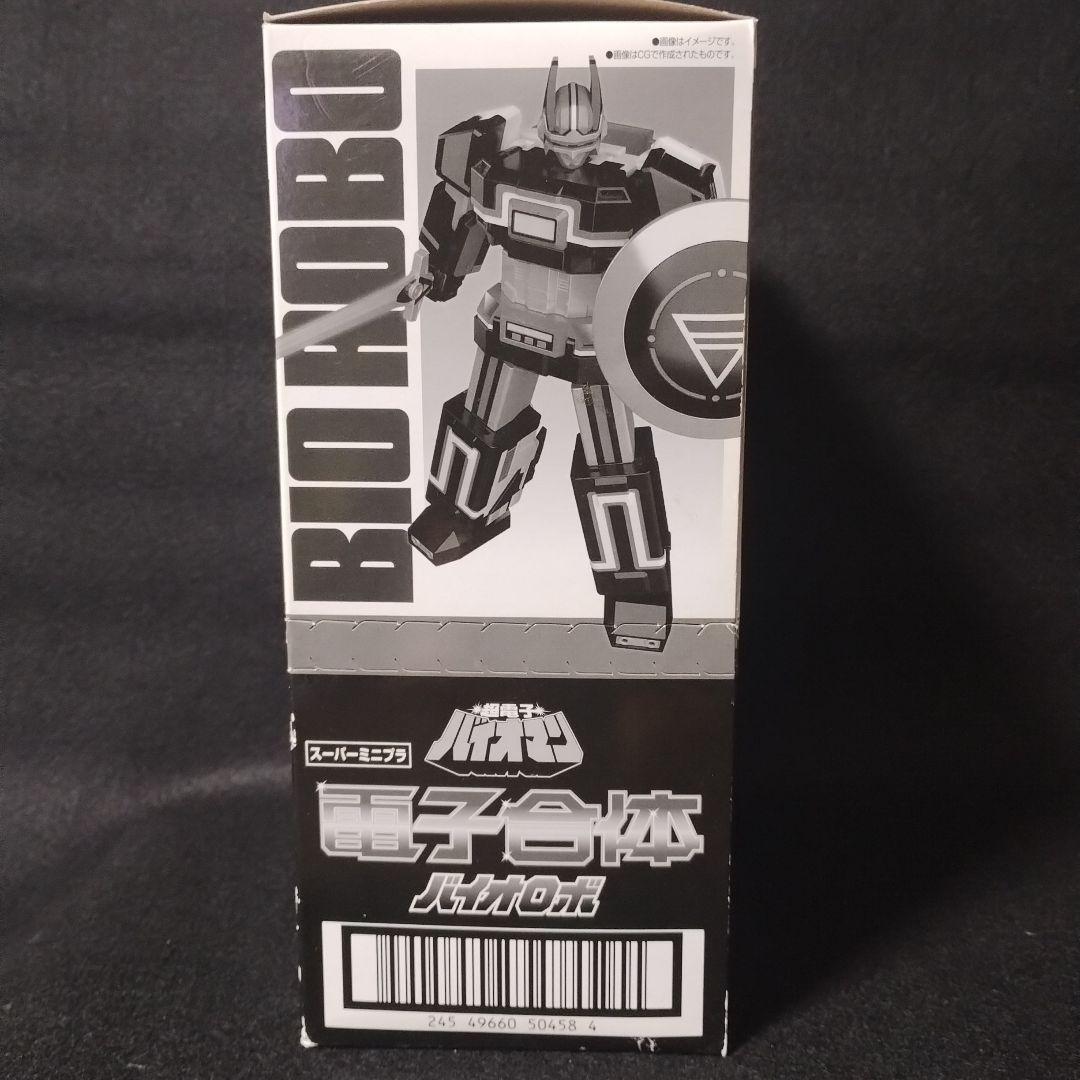 ●画像はイメージです。
●画像はCGで作成されたものです。
BIO ROBO
超電子
バイオマン
スーパーミニプラ
電子合体
バイオロボ
245 49660 50458 4